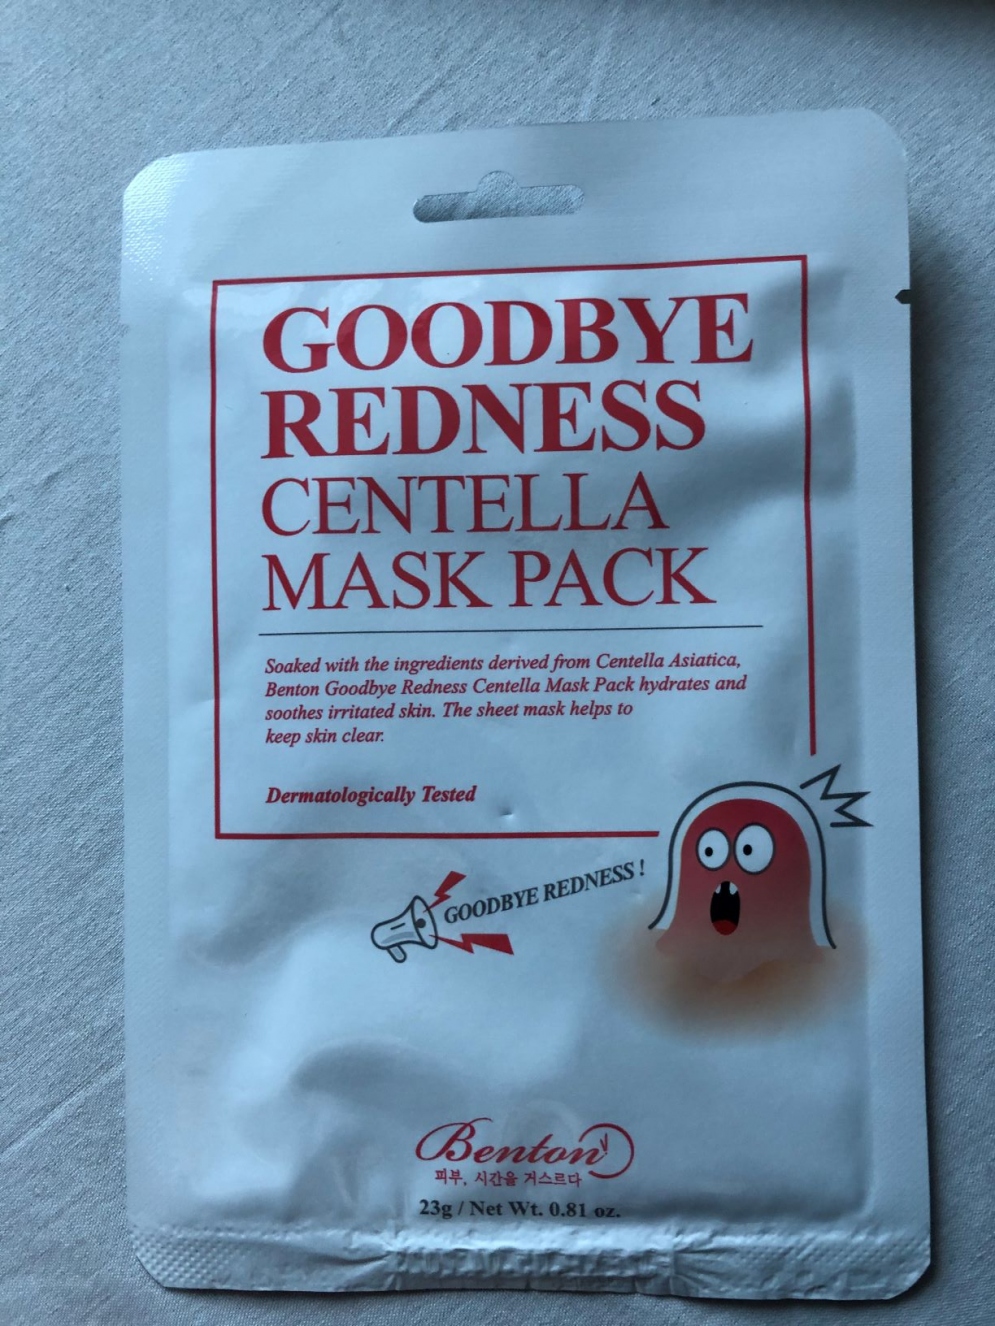 GOODBYE
REDNESS
CENTELLA
MASK PACK
Soaked with the ingredients derived from Centella Asiatica,
Benton Goodbye Redness Centella Mask Pack hydrates and
soothes irritated skin. The sheet mask helps to
keep skin clear.
Dermatologically Tested
GOODBYE REDNESS !
Benton
피부, 시간을 거스르다
23g / Net Wt. 0.81 oz.